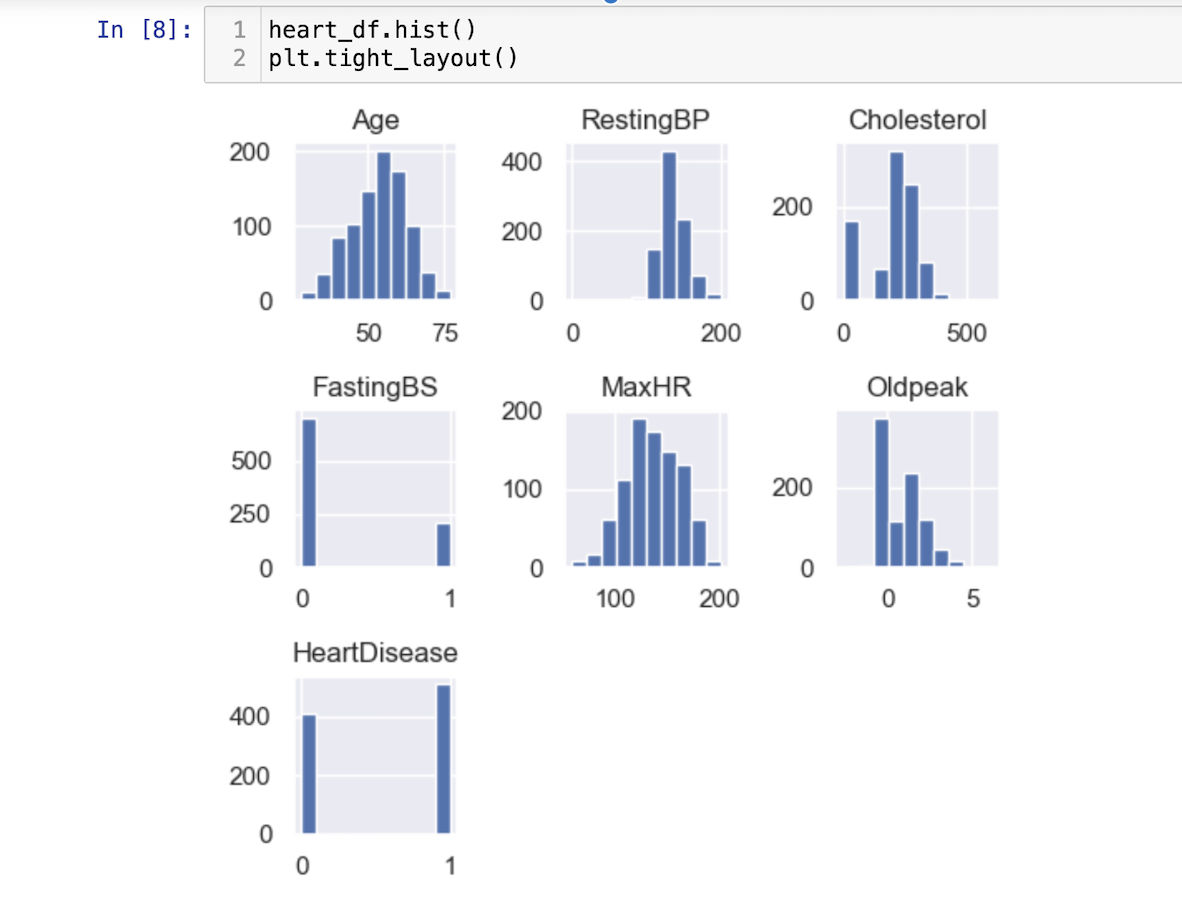 In [8]:
1 heart_df.hist()
2 plt.tight_layout()
Age
200
100
0
50 75
RestingBP
400
200
0
0 200
Cholesterol
200
0
0 500
FastingBS
500
250
0
0 1
MaxHR
200
100
0
100 200
Oldpeak
200
0
0 5
HeartDisease
400
200
0
0 1